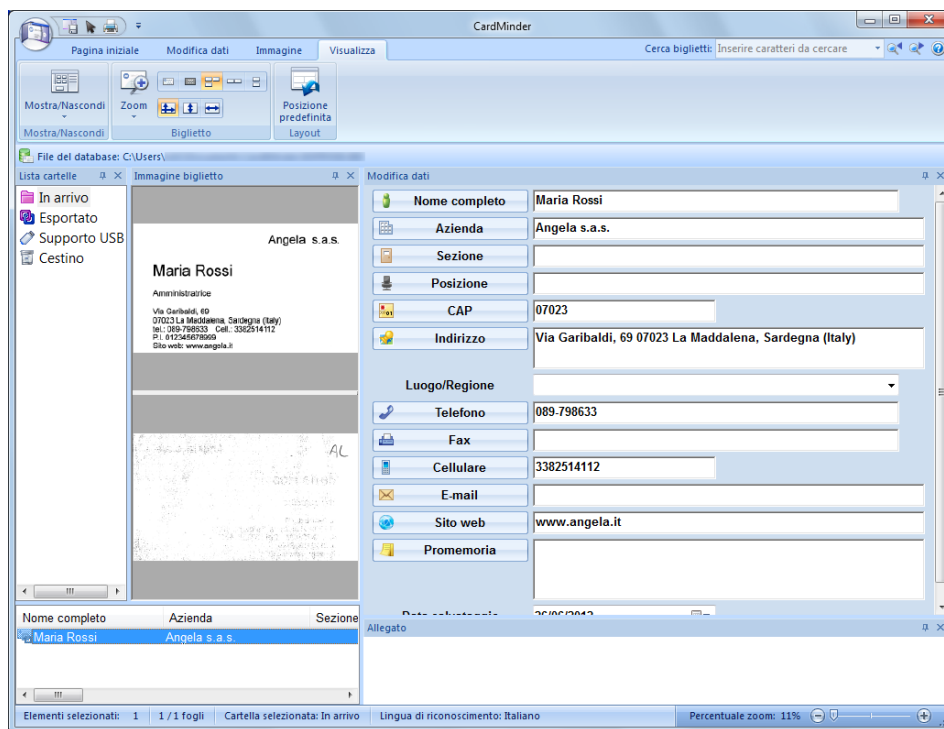 CardMinder
Pagina iniziale Modifica dati Immagine Visualizza
Cerca biglietti: Inserire caratteri da cercare
Mostra/Nascondi Zoom Posizione predefinita
Mostra/Nascondi Biglietto Layout
File del database: C:\Users\
Lista cartelle
In arrivo
Esportato
Supporto USB
Cestino
Immagine biglietto
Angela s.a.s.
Maria Rossi
Amministratrice
Via Garibaldi, 69
07023 La Maddalena, Sardegna (Italy)
tel.: 089-798633 Cell.: 3382514112
P.I. 012345678999
Sito web: www.angela.it
AL
Modifica dati
Nome completo Maria Rossi
Azienda Angela s.a.s.
Sezione
Posizione
CAP 07023
Indirizzo Via Garibaldi, 69 07023 La Maddalena, Sardegna (Italy)
Luogo/Regione
Telefono 089-798633
Fax
Cellulare 3382514112
E-mail
Sito web www.angela.it
Promemoria
Data salvataggio 26/06/2012
Nome completo Azienda Sezione
Maria Rossi Angela s.a.s.
Allegato
Elementi selezionati: 1 1 / 1 fogli Cartella selezionata: In arrivo Lingua di riconoscimento: Italiano Percentuale zoom: 11%